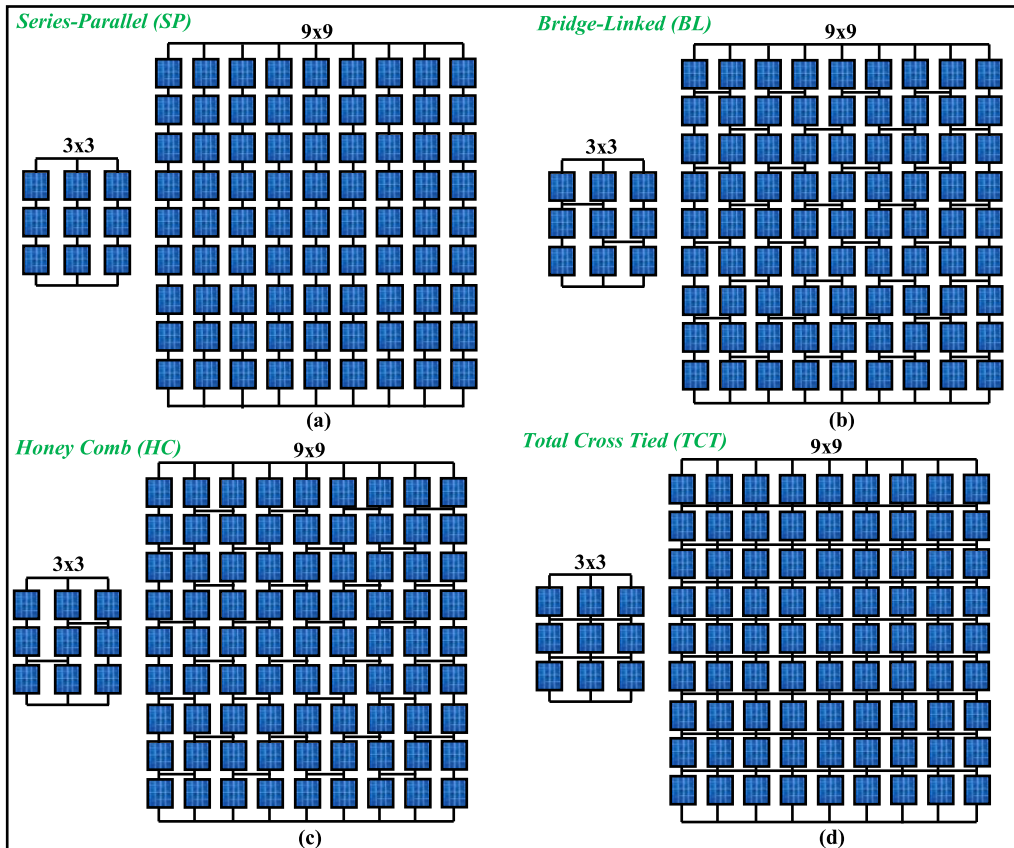 Series-Parallel (SP)
9x9
3x3
(a)
Bridge-Linked (BL)
9x9
3x3
(b)
Honey Comb (HC)
9x9
3x3
(c)
Total Cross Tied (TCT)
9x9
3x3
(d)